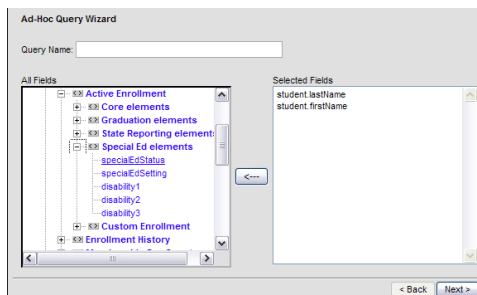 Ad-Hoc Query Wizard
Query Name:
All Fields
Active Enrollment
Core elements
Graduation elements
State Reporting element
Special Ed elements
specialEdStatus
specialEdSetting
disability1
disability2
disability3
Custom Enrollment
Enrollment History
<---
Selected Fields
student.lastName
student.firstName
< Back
Next >